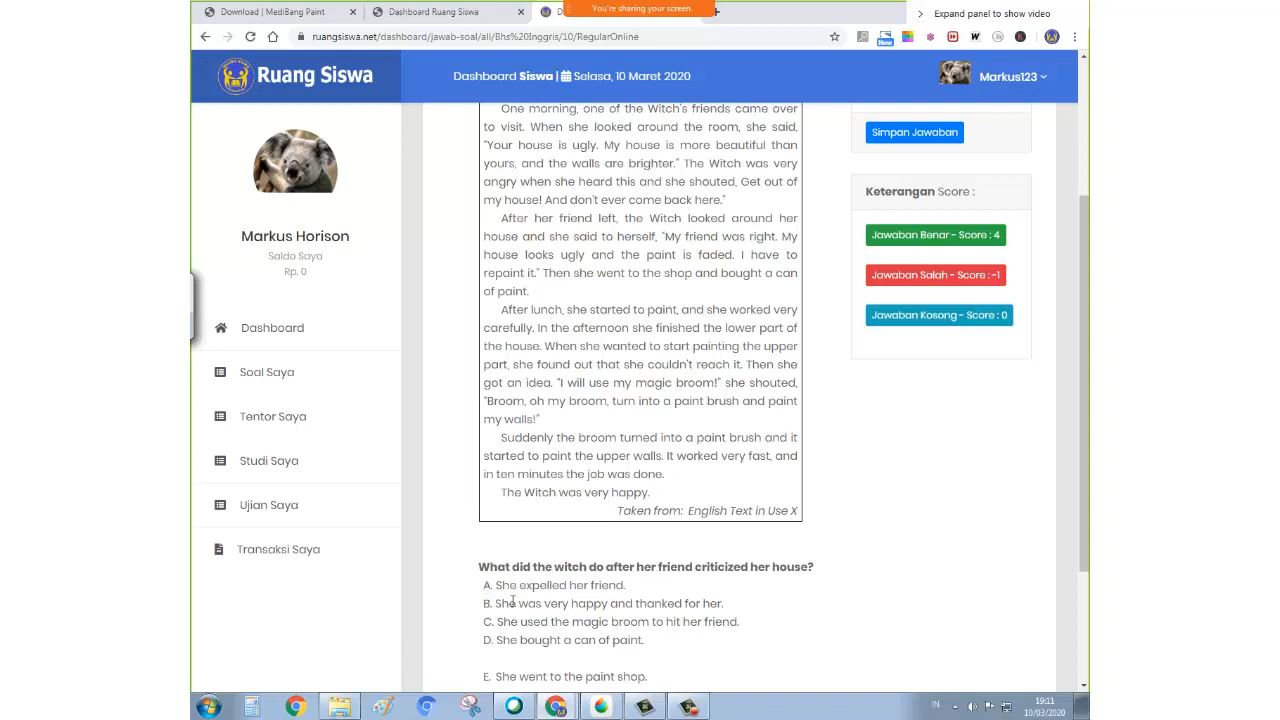 Download | MediBang Paint
Dashboard Ruang Siswa
You're sharing your screen.
Expand panel to show video
ruangsiswa.net/dashboard/jawab-soal/all/Bhs%20Inggris/10/RegularOnline
New
Ruang Siswa
Dashboard Siswa | Selasa, 10 Maret 2020
Markus123
Markus Horison
Saldo Saya
Rp. 0
Dashboard
Soal Saya
Tentor Saya
Studi Saya
Ujian Saya
Transaksi Saya
One morning, one of the Witch's friends came over
to visit. When she looked around the room, she said,
"Your house is ugly. My house is more beautiful than
yours, and the walls are brighter." The Witch was very
angry when she heard this and she shouted, Get out of
my house! And don't ever come back here."
After her friend left, the Witch looked around her
house and she said to herself, "My friend was right. My
house looks ugly and the paint is faded. I have to
repaint it." Then she went to the shop and bought a can
of paint.
After lunch, she started to paint, and she worked very
carefully. In the afternoon she finished the lower part of
the house. When she wanted to start painting the upper
part, she found out that she couldn't reach it. Then she
got an idea. "I will use my magic broom!" she shouted,
"Broom, oh my broom, turn into a paint brush and paint
my walls!"
Suddenly the broom turned into a paint brush and it
started to paint the upper walls. It worked very fast, and
in ten minutes the job was done.
The Witch was very happy.
Taken from: English Text in Use X
What did the witch do after her friend criticized her house?
A. She expelled her friend.
B. She was very happy and thanked for her.
C. She used the magic broom to hit her friend.
D. She bought a can of paint.
E. She went to the paint shop.
Simpan Jawaban
Keterangan Score :
Jawaban Benar - Score : 4
Jawaban Salah - Score : -1
Jawaban Kosong - Score : 0
IN
19:11
10/03/2020